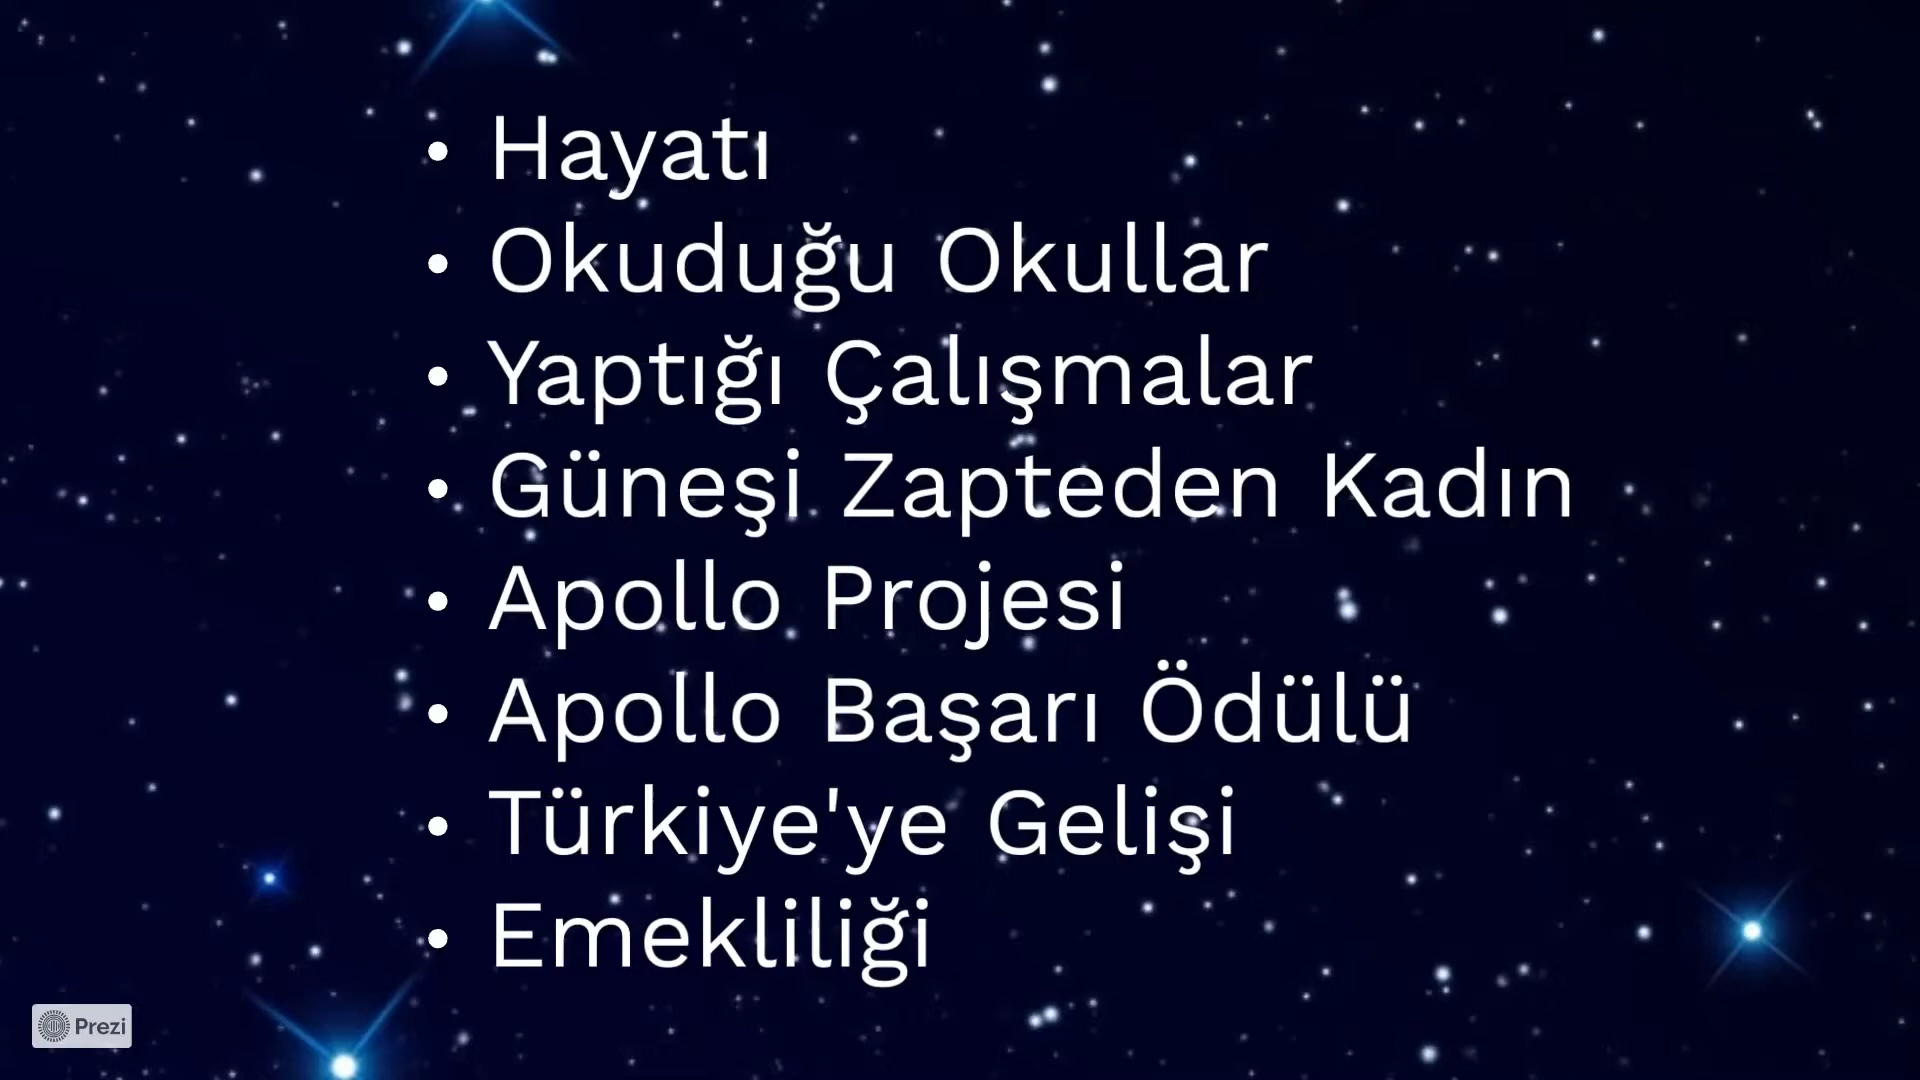 Hayatı
Okuduğu Okullar
Yaptığı Çalışmalar
Güneşi Zapteden Kadın
Apollo Projesi
Apollo Başarı Ödülü
Türkiye'ye Gelişi
Emekliliği
Prezi